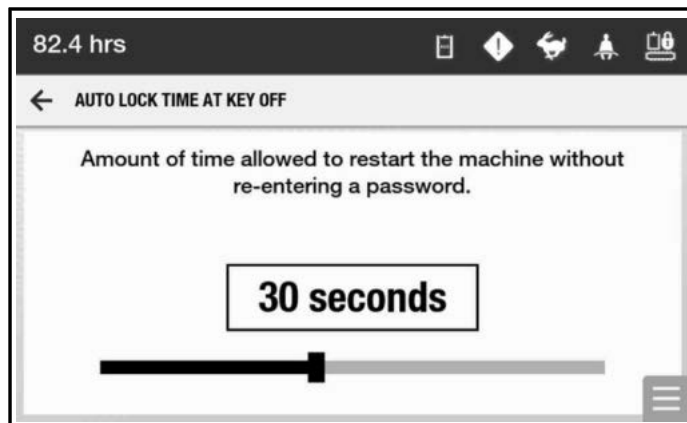 82.4 hrs
AUTO LOCK TIME AT KEY OFF
Amount of time allowed to restart the machine without
re-entering a password.
30 seconds